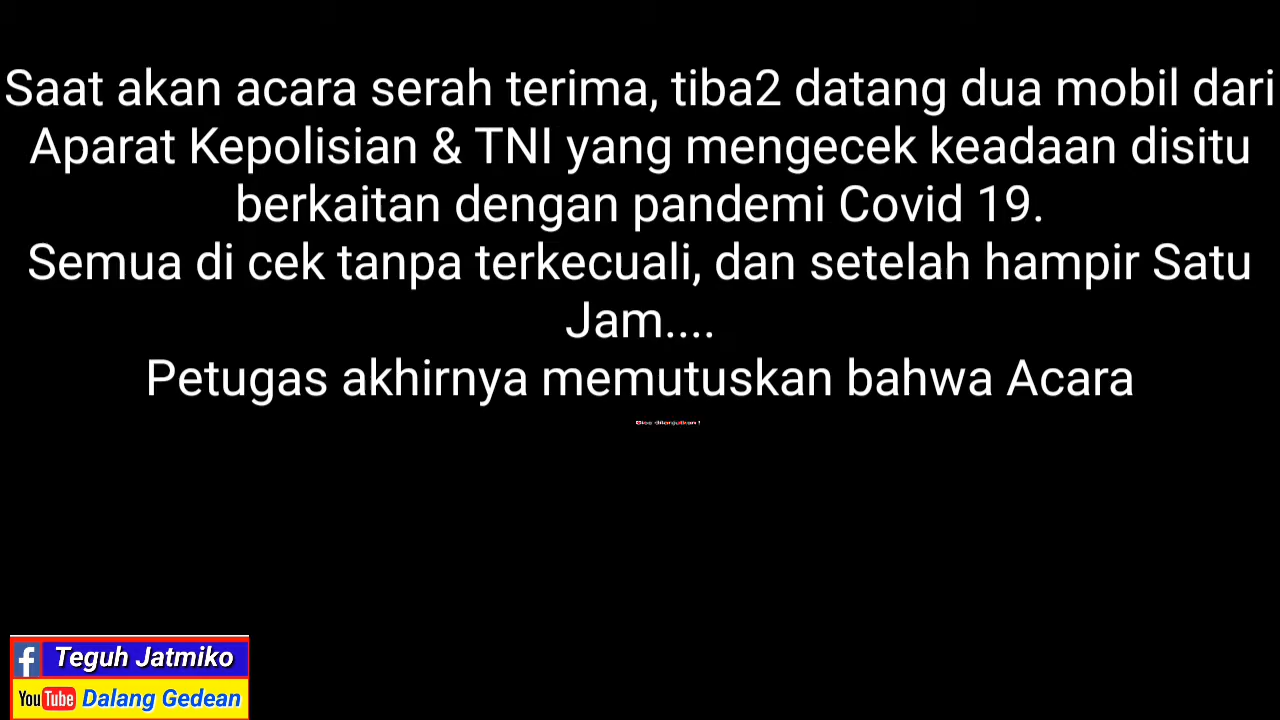 Saat akan acara serah terima, tiba2 datang dua mobil dari
Aparat Kepolisian & TNI yang mengecek keadaan disitu
berkaitan dengan pandemi Covid 19.
Semua di cek tanpa terkecuali, dan setelah hampir Satu
Jam....
Petugas akhirnya memutuskan bahwa Acara
Bisa dilanjutkan !
f Teguh Jatmiko
YouTube Dalang Gedean